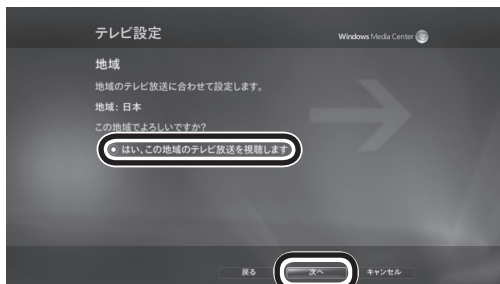 テレビ設定
Windows Media Center
地域
地域のテレビ放送に合わせて設定します。
地域: 日本
この地域でよろしいですか?
はい、この地域のテレビ放送を視聴します
戻る 次へ キャンセル